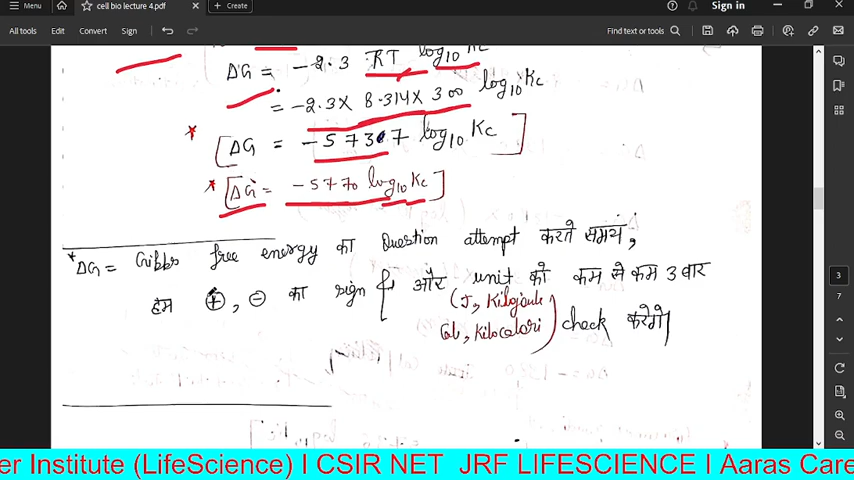 Menu
cell bio lecture 4.pdf
+ Create
Sign in
All tools Edit Convert Sign
Find text or tools
ΔG = -2.3 RT log10 Kc
= -2.3 x 8.314 x 300 log10 Kc
* [ΔG = -57307 log10 Kc]
* [ΔG = -5770 log10 Kc]
*ΔG = Gibbs free energy का Question attempt करते समय,
हम ⊕, ⊖ का sign { और unit को कम से कम 3 बार
(J, Kilojoule
Cal, Kilocalori) check करेंगे|
3
7
er Institute (LifeScience) I CSIR NET JRF LIFESCIENCE I Aaras Care